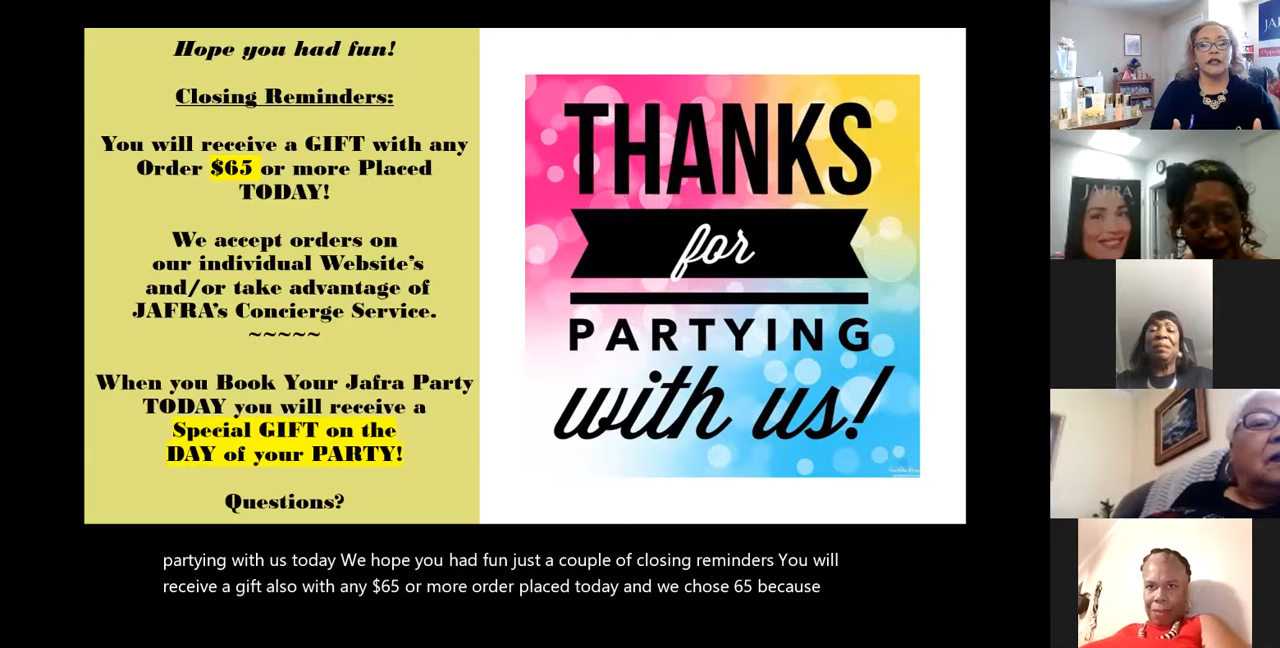 Hope you had fun!
Closing Reminders:
You will receive a GIFT with any
Order $65 or more Placed
TODAY!
We accept orders on
our individual Website's
and/or take advantage of
JAFRA's Concierge Service.
~~~~~
When you Book Your Jafra Party
TODAY you will receive a
Special GIFT on the
DAY of your PARTY!
Questions?
THANKS
for
PARTYING
with us!
partying with us today We hope you had fun just a couple of closing reminders You will
receive a gift also with any $65 or more order placed today and we chose 65 because
JAFRA